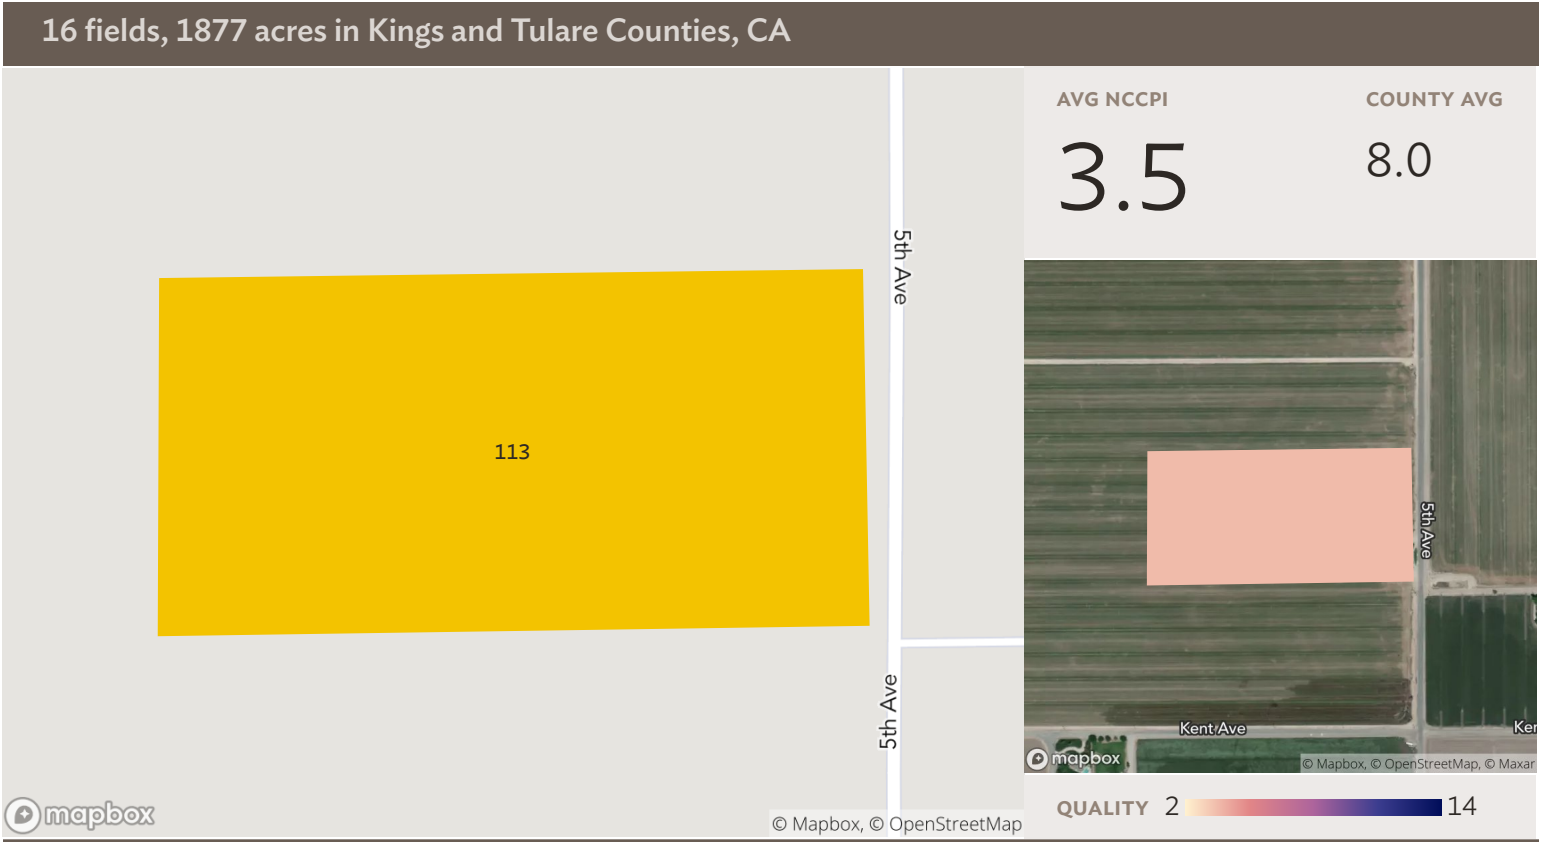 16 fields, 1877 acres in Kings and Tulare Counties, CA
AVG NCCPI
COUNTY AVG
3.5
8.0
5th Ave
113
5th Ave
5th Ave
Kent Ave
Ker
mapbox
© Mapbox, © OpenStreetMap, © Maxar
QUALITY 2 14
mapbox
© Mapbox, © OpenStreetMap